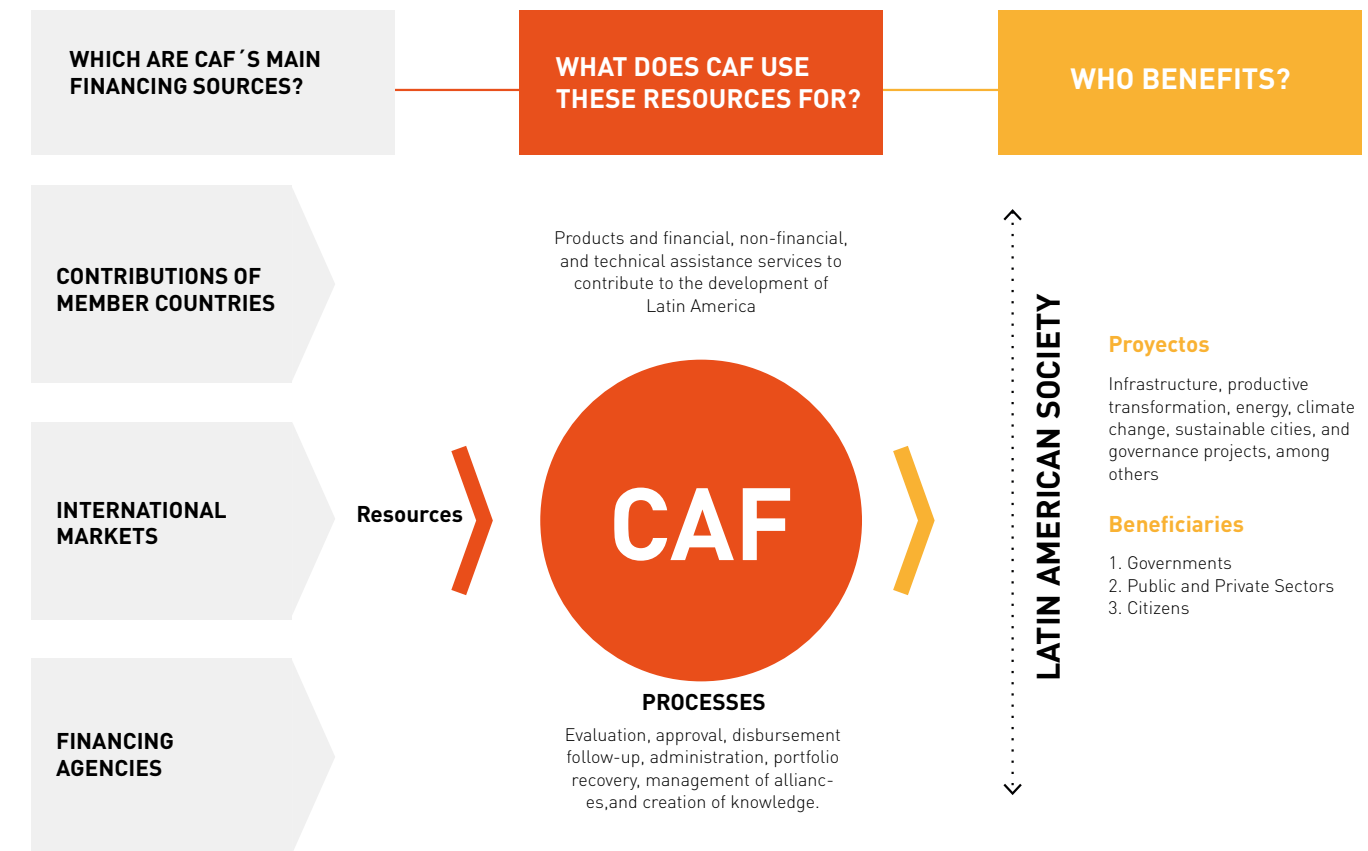 WHICH ARE CAF´S MAIN
FINANCING SOURCES?
WHAT DOES CAF USE
THESE RESOURCES FOR?
WHO BENEFITS?
CONTRIBUTIONS OF
MEMBER COUNTRIES
INTERNATIONAL
MARKETS
FINANCING
AGENCIES
Resources
Products and financial, non-financial,
and technical assistance services to
contribute to the development of
Latin America
CAF
PROCESSES
Evaluation, approval, disbursement
follow-up, administration, portfolio
recovery, management of allianc-
es,and creation of knowledge.
LATIN AMERICAN SOCIETY
Proyectos
Infrastructure, productive
transformation, energy, climate
change, sustainable cities, and
governance projects, among
others
Beneficiaries
1. Governments
2. Public and Private Sectors
3. Citizens